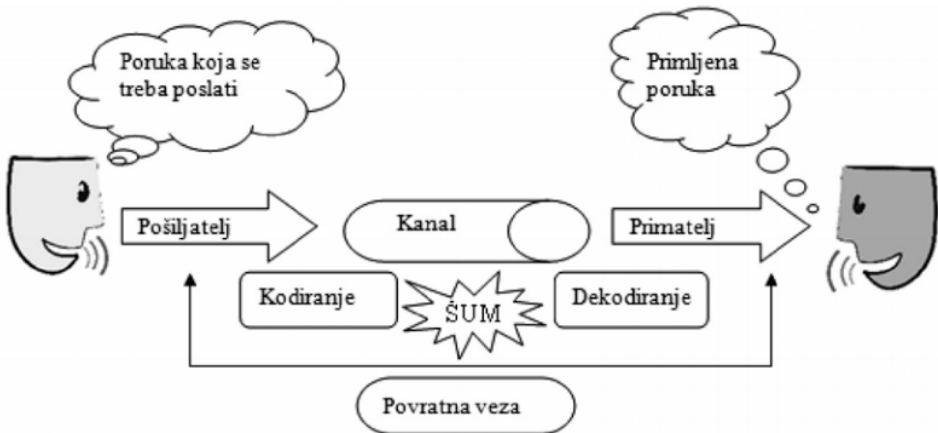 Poruka koja se
treba poslati
Primljena
poruka
Pošiljatelj
Kanal
Primatelj
Kodiranje
ŠUM
Dekodiranje
Povratna veza